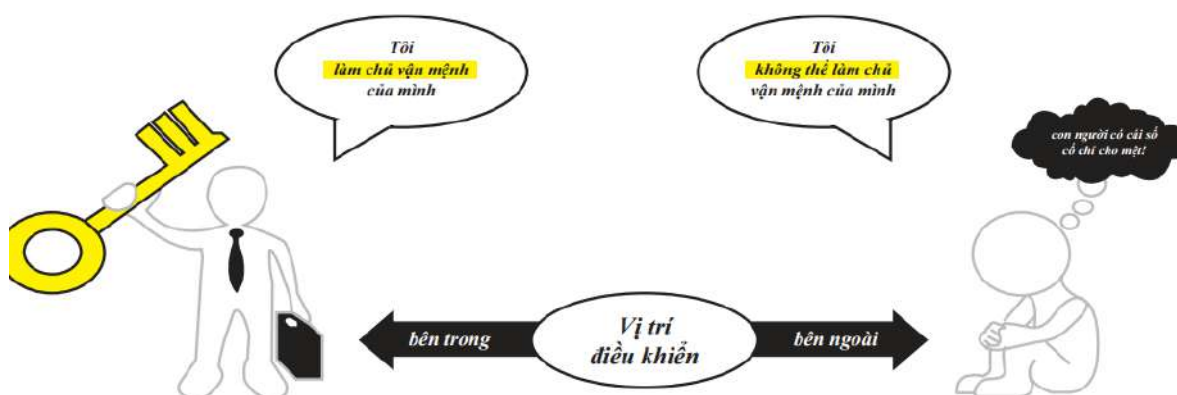 Tôi
làm chủ vận mệnh
của mình
Tôi
không thể làm chủ
vận mệnh của mình
con người có cái số
cố chi cho mệt!
bên trong
Vị trí
điều khiển
bên ngoài